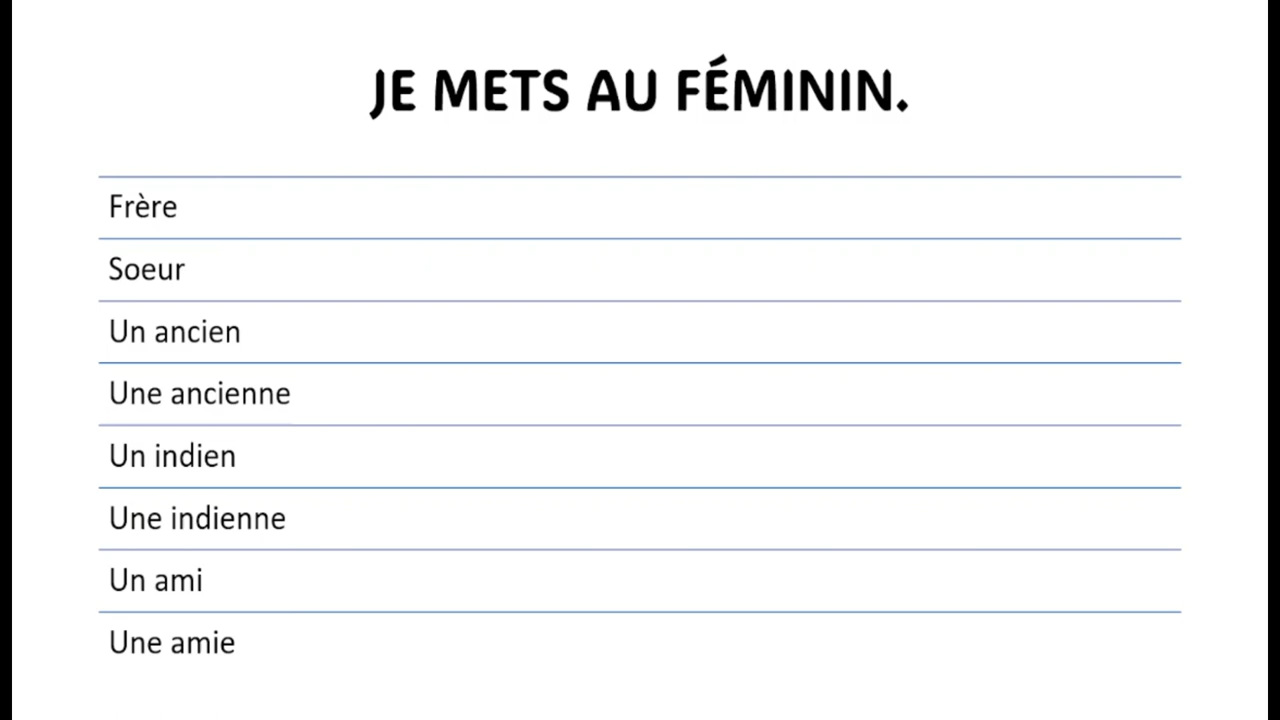 JE METS AU FÉMININ.
Frère
Soeur
Un ancien
Une ancienne
Un indien
Une indienne
Un ami
Une amie